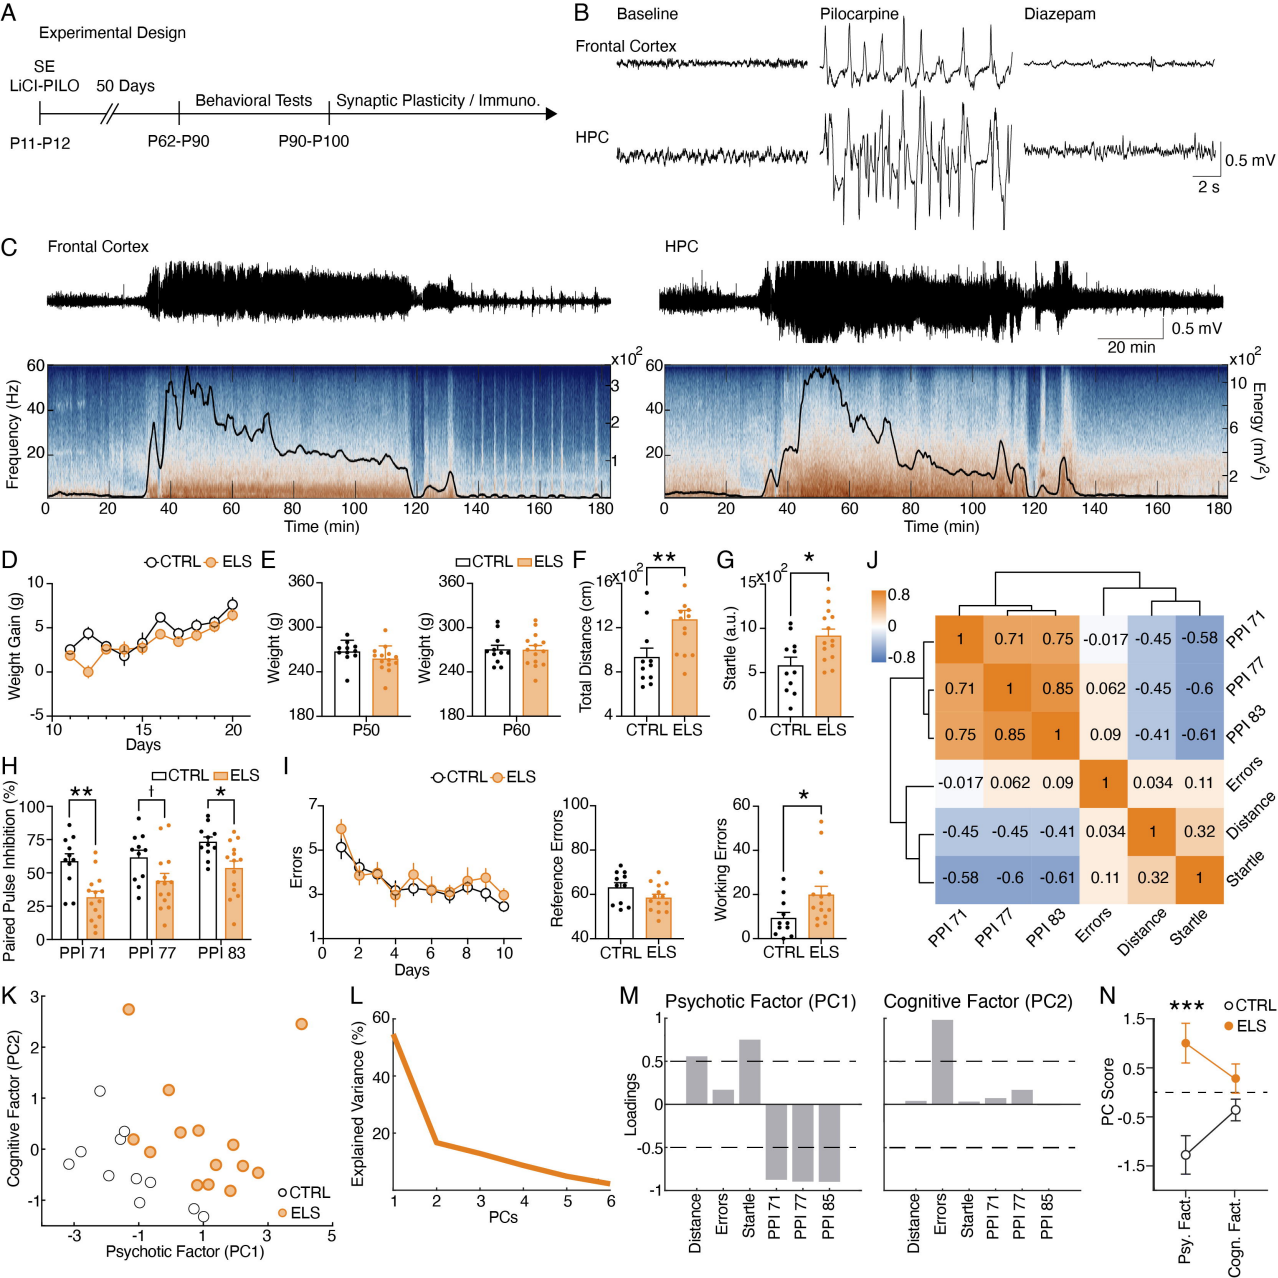 A
Experimental Design
SE
LiCl-PILO
50 Days
Behavioral Tests
Synaptic Plasticity / Immuno.
P11-P12
P62-P90
P90-P100
B
Baseline
Pilocarpine
Diazepam
Frontal Cortex
HPC
0.5 mV
2 s
C
Frontal Cortex
HPC
0.5 mV
20 min
Frequency (Hz)
60
40
20
x10²
3
2
1
0 20 40 60 80 100 120 140 160 180
Time (min)
60
40
20
x10²
10
6
2
Energy (mV²)
0 20 40 60 80 100 120 140 160 180
Time (min)
D
CTRL ELS
Weight Gain (g)
10
5
0
-5
10 15 20
Days
E
CTRL ELS
Weight (g)
360
300
240
180
P50
Weight (g)
360
300
240
180
P60
F
**
x10²
Total Distance (cm)
16
12
8
4
CTRL ELS
G
*
x10²
Startle (a.u.)
15
10
5
0
CTRL ELS
J
0.8
0
-0.8
1 0.71 0.75 -0.017 -0.45 -0.58 PPI 71
0.71 1 0.85 0.062 -0.45 -0.6 PPI 77
0.75 0.85 1 0.09 -0.41 -0.61 PPI 83
-0.017 0.062 0.09 1 0.034 0.11 Errors
-0.45 -0.45 -0.41 0.034 1 0.32 Distance
-0.58 -0.6 -0.61 0.11 0.32 1 Startle
PPI 71 PPI 77 PPI 83 Errors Distance Startle
H
CTRL ELS
** † *
Paired Pulse Inhibition (%)
100
75
50
25
0
PPI 71 PPI 77 PPI 83
I
CTRL ELS
Errors
7
5
3
1
0 2 4 6 8 10
Days
Reference Errors
100
80
60
40
CTRL ELS
*
Working Errors
60
40
20
0
CTRL ELS
K
Cognitive Factor (PC2)
3
2
1
0
-1
-3 -1 1 3 5
Psychotic Factor (PC1)
CTRL
ELS
L
Explained Variance (%)
60
40
20
1 2 3 4 5 6
PCs
M
Psychotic Factor (PC1)
Cognitive Factor (PC2)
Loadings
1
0.5
0
-0.5
-1
Distance Errors Startle PPI 71 PPI 77 PPI 85
Distance Errors Startle PPI 71 PPI 77 PPI 85
N
***
CTRL
ELS
PC Score
1.5
0.5
-0.5
-1.5
Psy. Fact. Cogn. Fact.